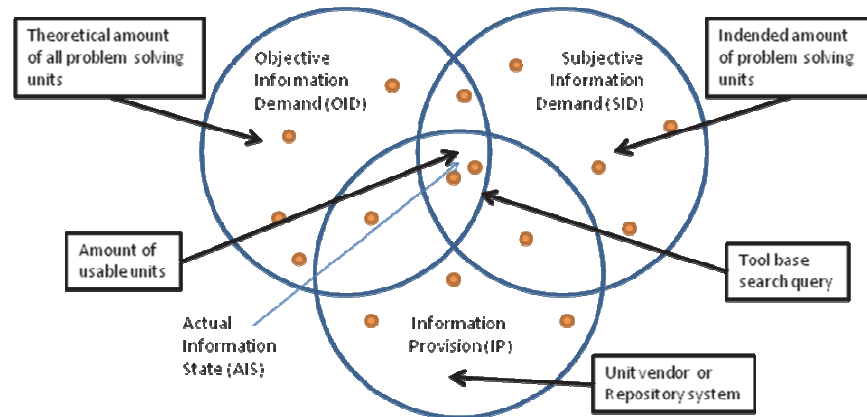 Theoretical amount
of all problem solving
units
Objective
Information
Demand (OID)
Subjective
Information
Demand (SID)
Indended amount
of problem solving
units
Amount of
usable units
Tool base
search query
Actual
Information
State (AIS)
Information
Provision (IP)
Unit vendor or
Repository system